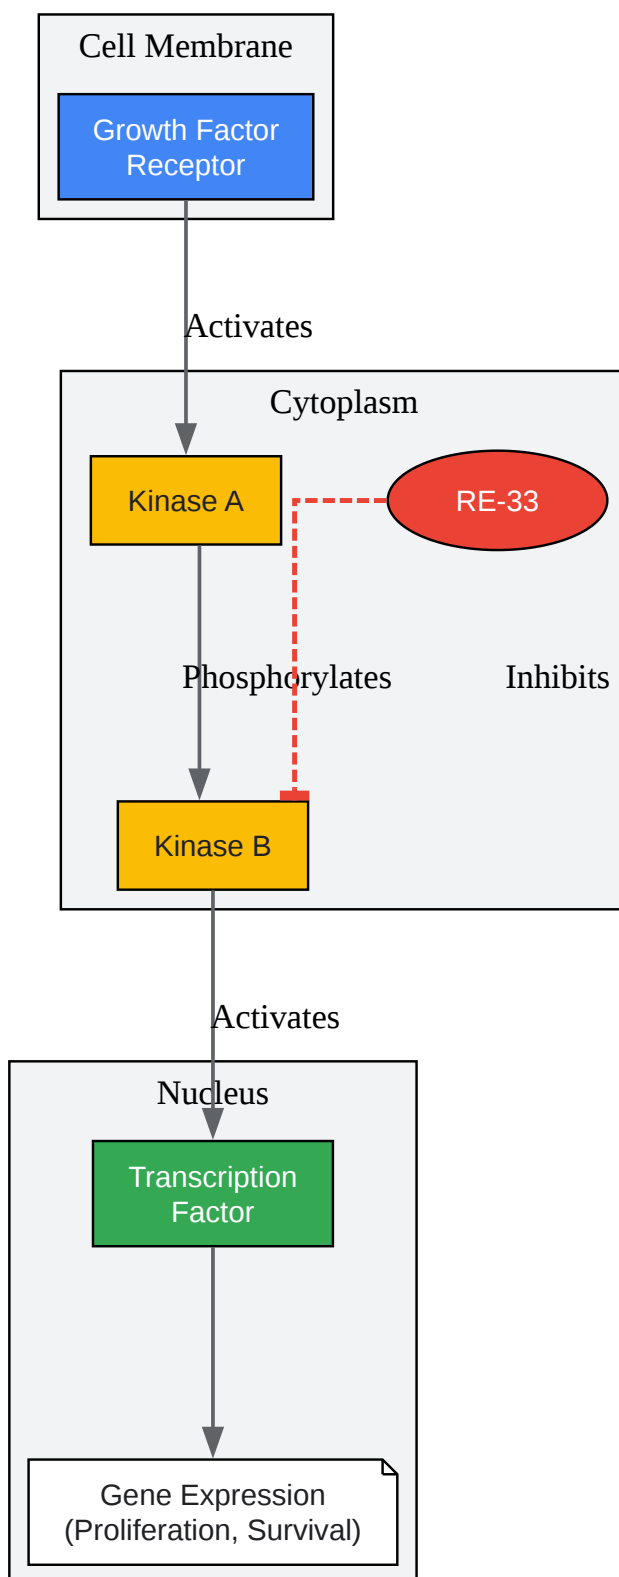 Cell Membrane
Growth Factor
Receptor
Activates
Cytoplasm
Kinase A
RE-33
Phosphorylates
Inhibits
Kinase B
Activates
Nucleus
Transcription
Factor
Gene Expression
(Proliferation, Survival)